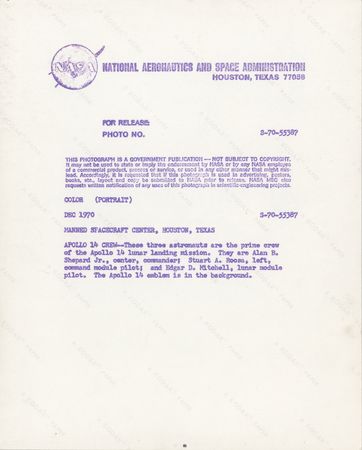 NASA
NATIONAL AERONAUTICS AND SPACE ADMINISTRATION
HOUSTON, TEXAS 77058
FOR RELEASE:
PHOTO NO. S-70-55387
THIS PHOTOGRAPH IS A GOVERNMENT PUBLICATION—NOT SUBJECT TO COPYRIGHT.
It may not be used to state or imply the endorsement by NASA or by any NASA employee
of a commercial product, process or service, or used in any other manner that might mis-
lead. Accordingly, it is requested that if this photograph is used in advertising, posters,
books, etc., layout and copy be submitted to NASA prior to release. NASA MSC also
requests written notification of any uses of this photograph in scientific-engineering projects.
COLOR (PORTRAIT)
DEC 1970 S-70-55387
MANNED SPACECRAFT CENTER, HOUSTON, TEXAS
APOLLO 14 CREW--These three astronauts are the prime crew
of the Apollo 14 lunar landing mission. They are Alan B.
Shepard Jr., center, commander; Stuart A. Roosa, left,
command module pilot; and Edgar D. Mitchell, lunar module
pilot. The Apollo 14 emblem is in the background.